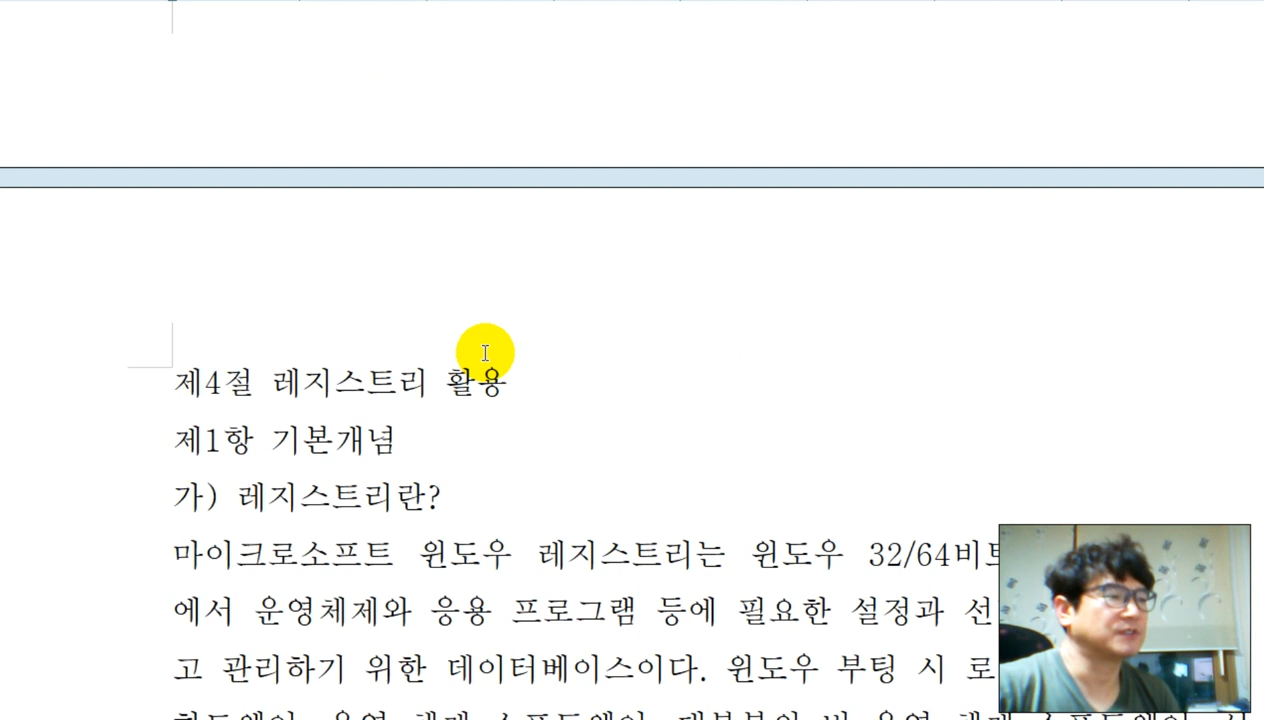 제4절 레지스트리 활용
제1항 기본개념
가) 레지스트리란?
마이크로소프트 윈도우 레지스트리는 윈도우 32/64비트
에서 운영체제와 응용 프로그램 등에 필요한 설정과 선
고 관리하기 위한 데이터베이스이다. 윈도우 부팅 시 로